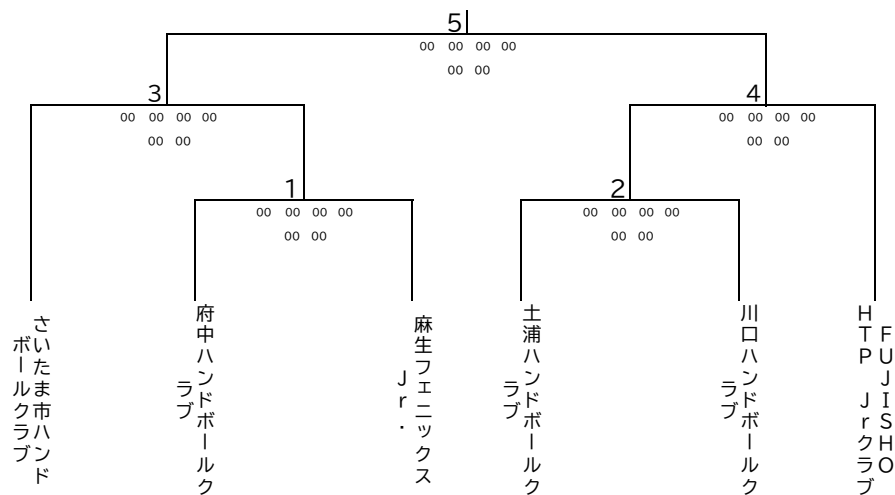 5
00 00 00 00
00 00
3
00 00 00 00
00 00
4
00 00 00 00
00 00
1
00 00 00 00
00 00
2
00 00 00 00
00 00
さいたま市ハンド
ボールクラブ
府中ハンドボールク
ラブ
麻生フェニックス
Jr.
土浦ハンドボールク
ラブ
川口ハンドボールク
ラブ
FUJISHO
HTP Jrクラブ